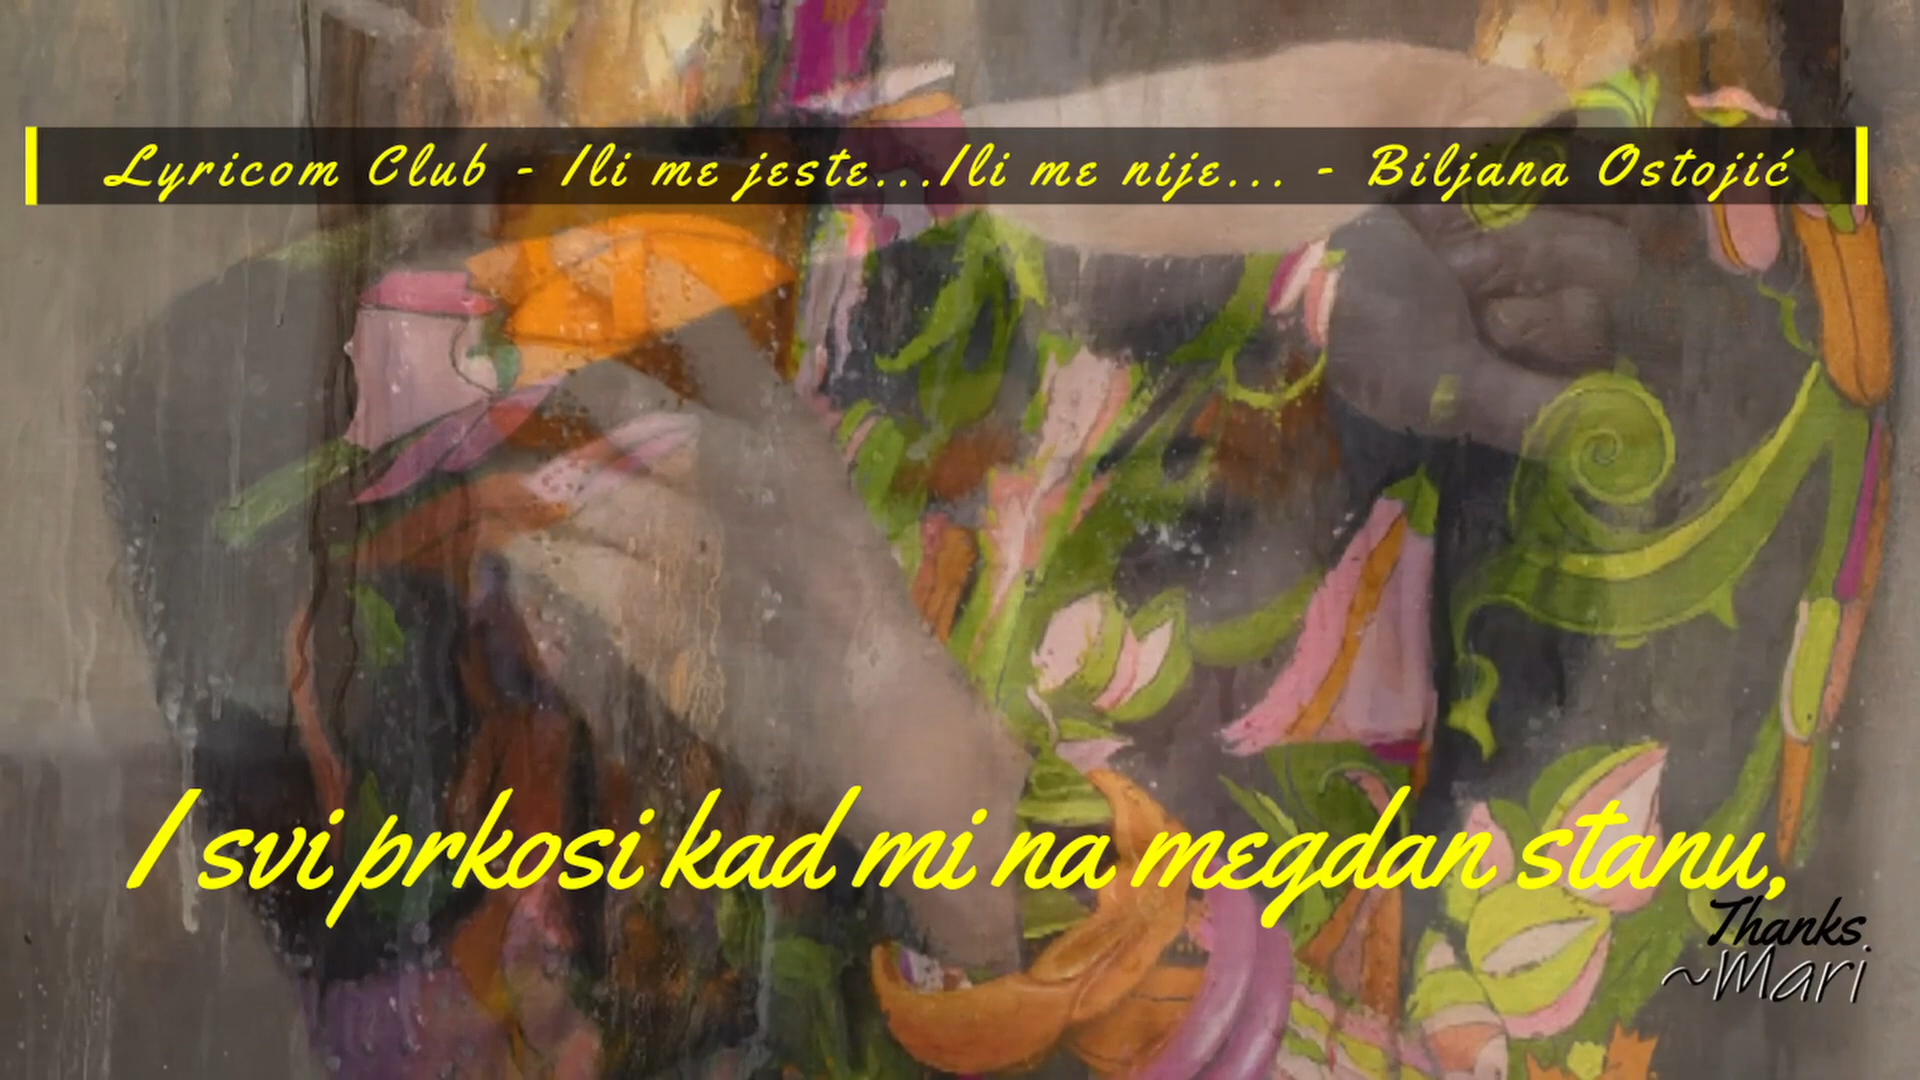 Lyricom Club - Ili me jeste...Ili me nije... - Biljana Ostojić
I svi prkosi kad mi na megdan stanu,
Thanks
~Mari